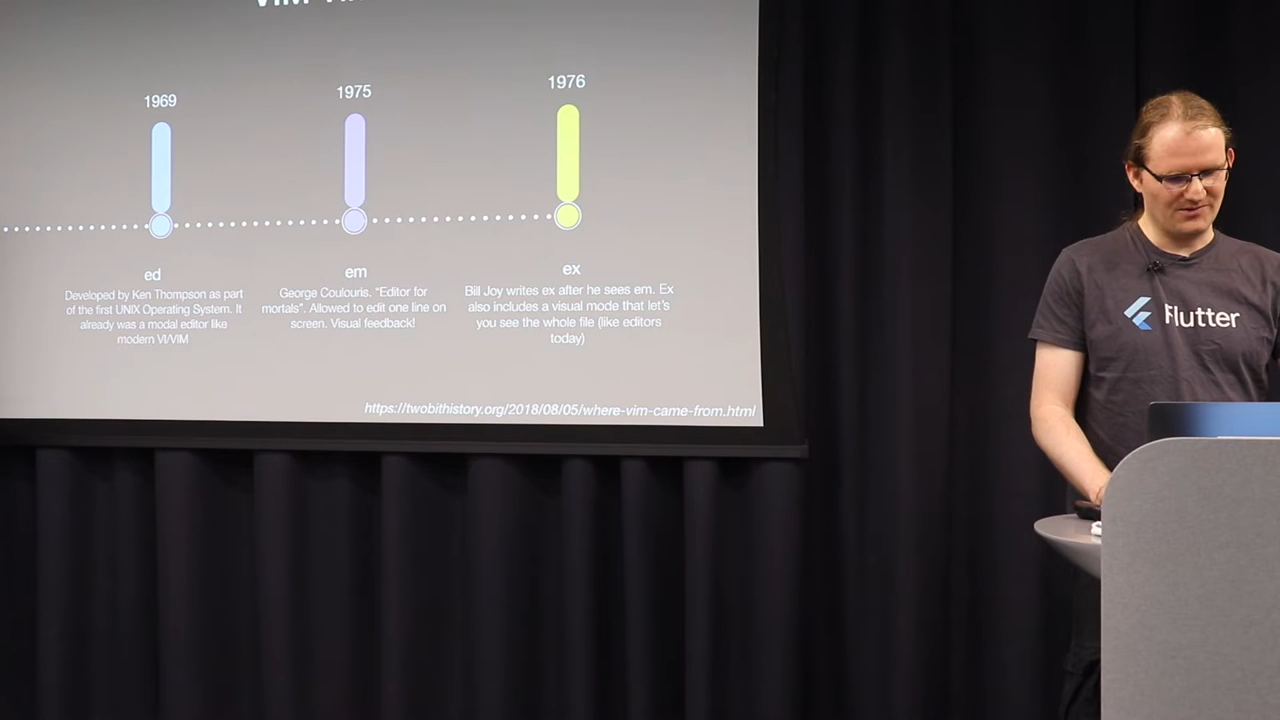 VIM
1969
1975
1976
ed
Developed by Ken Thompson as part
of the first UNIX Operating System. It
already was a modal editor like
modern VI/VIM
em
George Coulouris. "Editor for
mortals". Allowed to edit one line on
screen. Visual feedback!
ex
Bill Joy writes ex after he sees em. Ex
also includes a visual mode that let's
you see the whole file (like editors
today)
https://twobithistory.org/2018/08/05/where-vim-came-from.html
Flutter